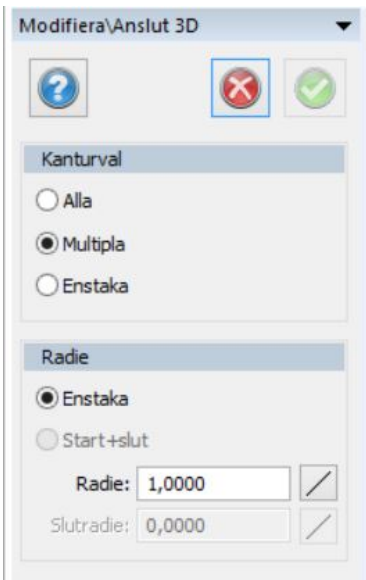 Modifiera\Anslut 3D
?
Kanturval
Alla
Multipla
Enstaka
Radie
Enstaka
Start+slut
Radie: 1,0000
Slutradie: 0,0000